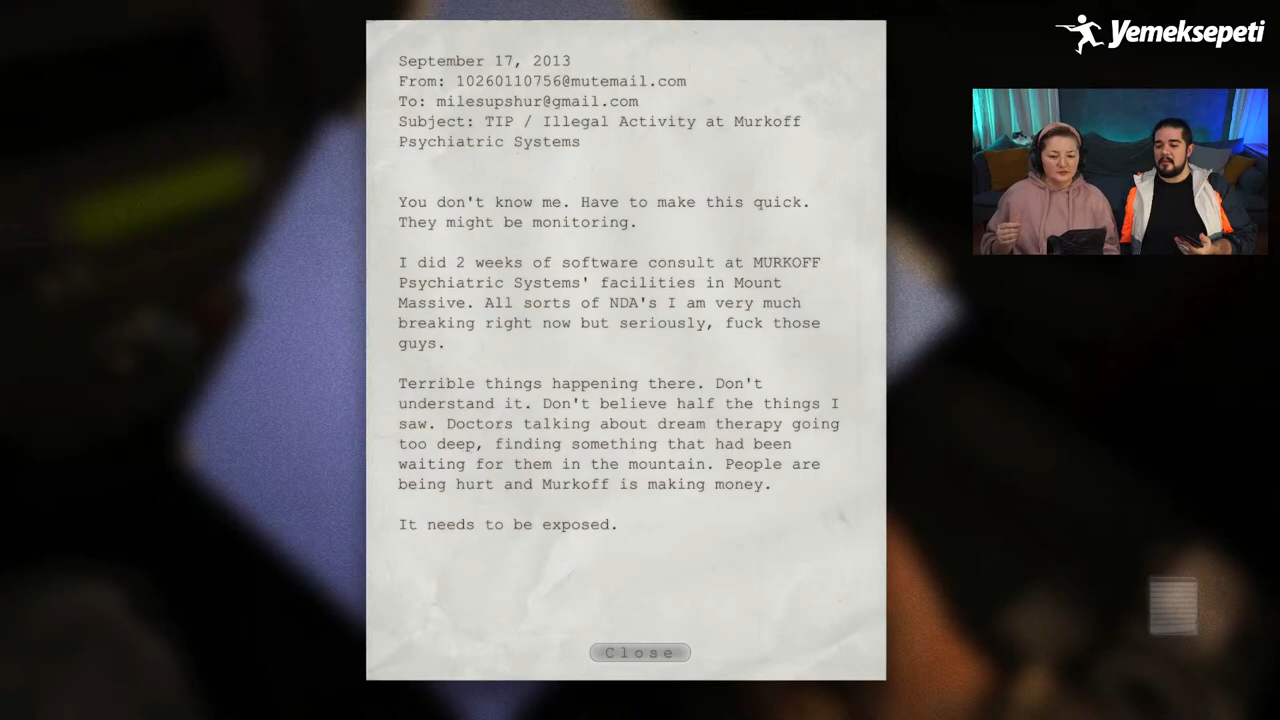 Yemeksepeti
September 17, 2013
From: 10260110756@mutemail.com
To: milesupshur@gmail.com
Subject: TIP / Illegal Activity at Murkoff
Psychiatric Systems
You don't know me. Have to make this quick.
They might be monitoring.
I did 2 weeks of software consult at MURKOFF
Psychiatric Systems' facilities in Mount
Massive. All sorts of NDA's I am very much
breaking right now but seriously, fuck those
guys.
Terrible things happening there. Don't
understand it. Don't believe half the things I
saw. Doctors talking about dream therapy going
too deep, finding something that had been
waiting for them in the mountain. People are
being hurt and Murkoff is making money.
It needs to be exposed.
Close